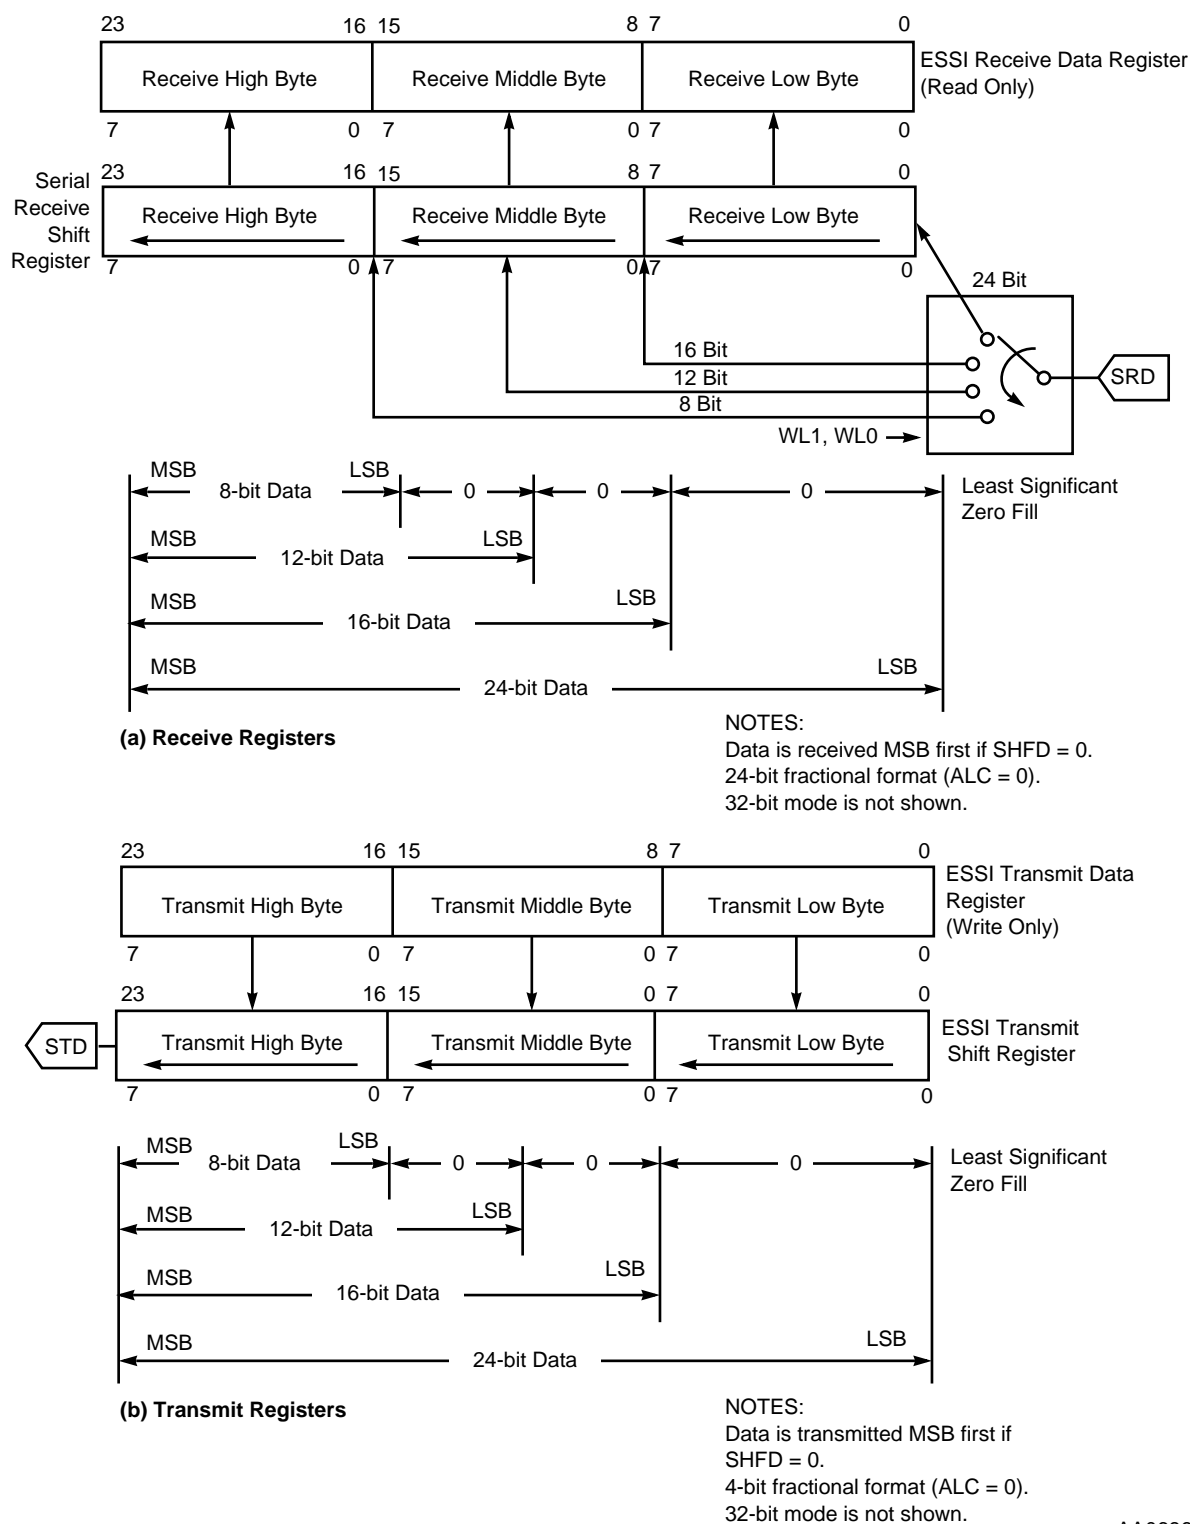 23 16 15 8 7 0
Receive High Byte Receive Middle Byte Receive Low Byte
ESSI Receive Data Register
(Read Only)
7 0 7 0 7 0
23 16 15 8 7 0
Serial
Receive
Shift
Register
Receive High Byte Receive Middle Byte Receive Low Byte
7 0 7 0 7 0
24 Bit
16 Bit
12 Bit
8 Bit
SRD
WL1, WL0
MSB LSB
8-bit Data 0 0 0
Least Significant
Zero Fill
MSB LSB
12-bit Data
MSB LSB
16-bit Data
MSB LSB
24-bit Data
(a) Receive Registers
NOTES:
Data is received MSB first if SHFD = 0.
24-bit fractional format (ALC = 0).
32-bit mode is not shown.
23 16 15 8 7 0
Transmit High Byte Transmit Middle Byte Transmit Low Byte
ESSI Transmit Data
Register
(Write Only)
7 0 7 0 7 0
23 16 15 0 7 0
STD
Transmit High Byte Transmit Middle Byte Transmit Low Byte
ESSI Transmit
Shift Register
7 0 7 0 7 0
MSB LSB
8-bit Data 0 0 0
Least Significant
Zero Fill
MSB LSB
12-bit Data
MSB LSB
16-bit Data
MSB LSB
24-bit Data
(b) Transmit Registers
NOTES:
Data is transmitted MSB first if
SHFD = 0.
4-bit fractional format (ALC = 0).
32-bit mode is not shown.